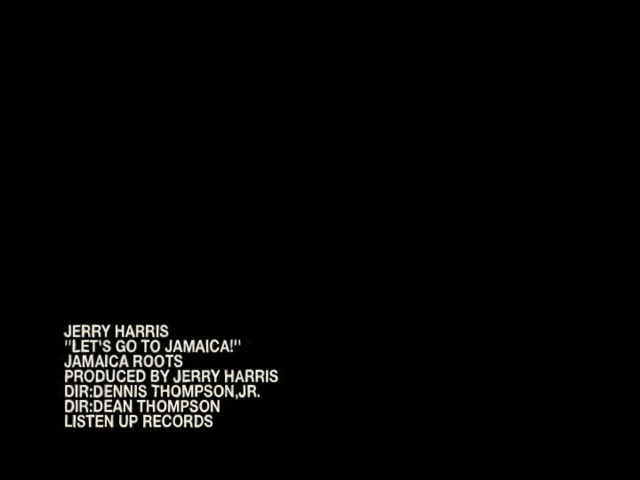 JERRY HARRIS
"LET'S GO TO JAMAICA!"
JAMAICA ROOTS
PRODUCED BY JERRY HARRIS
DIR:DENNIS THOMPSON,JR.
DIR:DEAN THOMPSON
LISTEN UP RECORDS